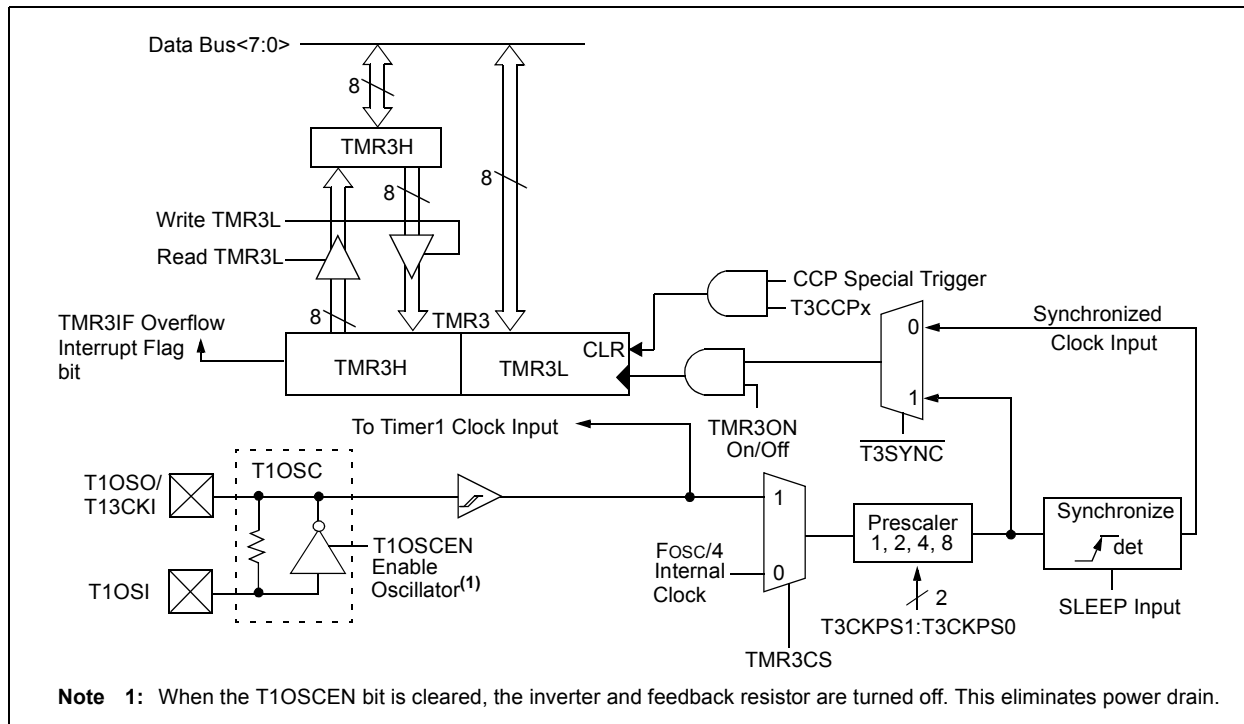 Data Bus<7:0>
8
TMR3H
8
8
Write TMR3L
Read TMR3L
CCP Special Trigger
T3CCPx
8
TMR3
TMR3IF Overflow
Interrupt Flag
bit
TMR3H
TMR3L
CLR
0
1
Synchronized
Clock Input
To Timer1 Clock Input
TMR3ON
On/Off
T3SYNC
T1OSO/
T13CKI
T1OSC
T1OSCEN
Enable
Oscillator(1)
T1OSI
1
FOSC/4
Internal
Clock
0
Prescaler
1, 2, 4, 8
Synchronize
det
2
SLEEP Input
T3CKPS1:T3CKPS0
TMR3CS
Note 1: When the T1OSCEN bit is cleared, the inverter and feedback resistor are turned off. This eliminates power drain.